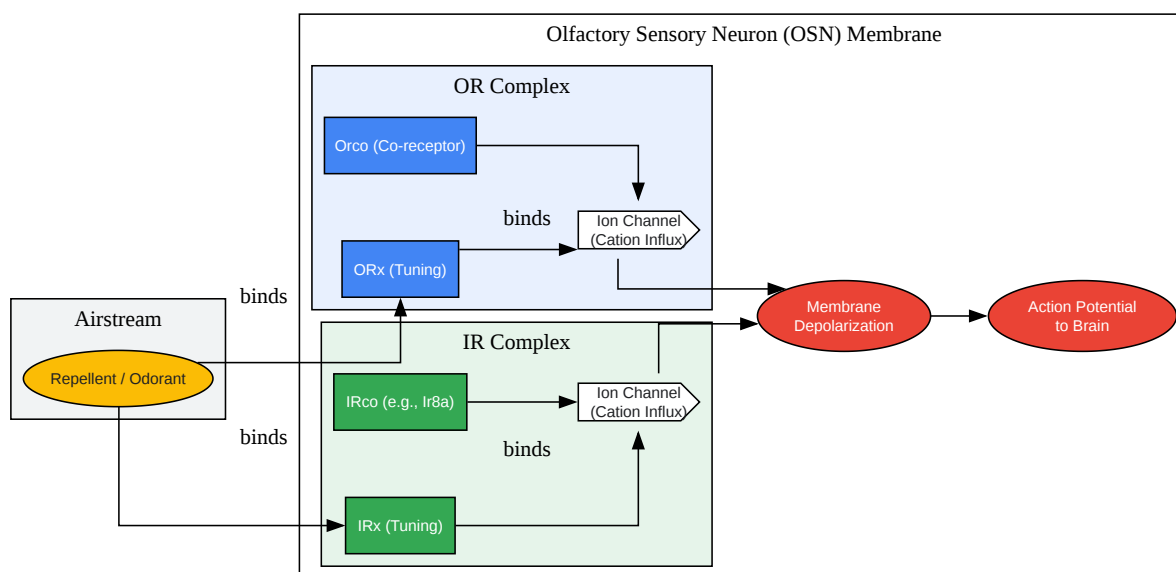 Olfactory Sensory Neuron (OSN) Membrane
OR Complex
Orco (Co-receptor)
binds
Ion Channel
(Cation Influx)
ORx (Tuning)
binds
Airstream
Repellent / Odorant
Membrane
Depolarization
Action Potential
to Brain
IR Complex
IRco (e.g., Ir8a)
Ion Channel
(Cation Influx)
binds
binds
IRx (Tuning)